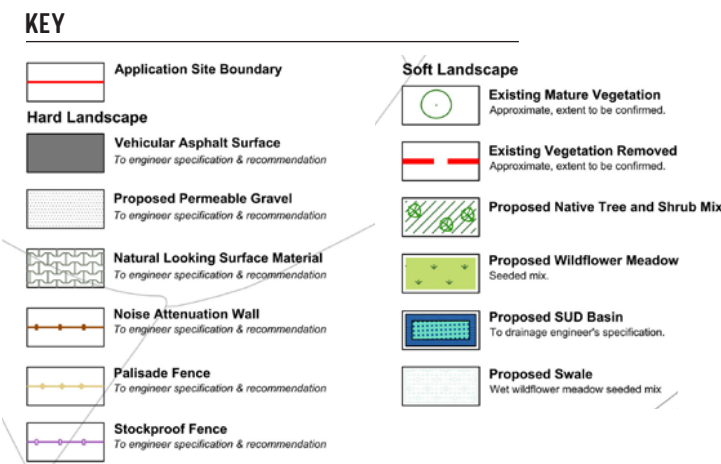 KEY
Application Site Boundary
Hard Landscape
Vehicular Asphalt Surface
To engineer specification & recommendation
Proposed Permeable Gravel
To engineer specification & recommendation
Natural Looking Surface Material
To engineer specification & recommendation
Noise Attenuation Wall
To engineer specification & recommendation
Palisade Fence
To engineer specification & recommendation
Stockproof Fence
To engineer specification & recommendation
Soft Landscape
Existing Mature Vegetation
Approximate, extent to be confirmed.
Existing Vegetation Removed
Approximate, extent to be confirmed.
Proposed Native Tree and Shrub Mix
Proposed Wildflower Meadow
Seeded mix.
Proposed SUD Basin
To drainage engineer's specification.
Proposed Swale
Wet wildflower meadow seeded mix